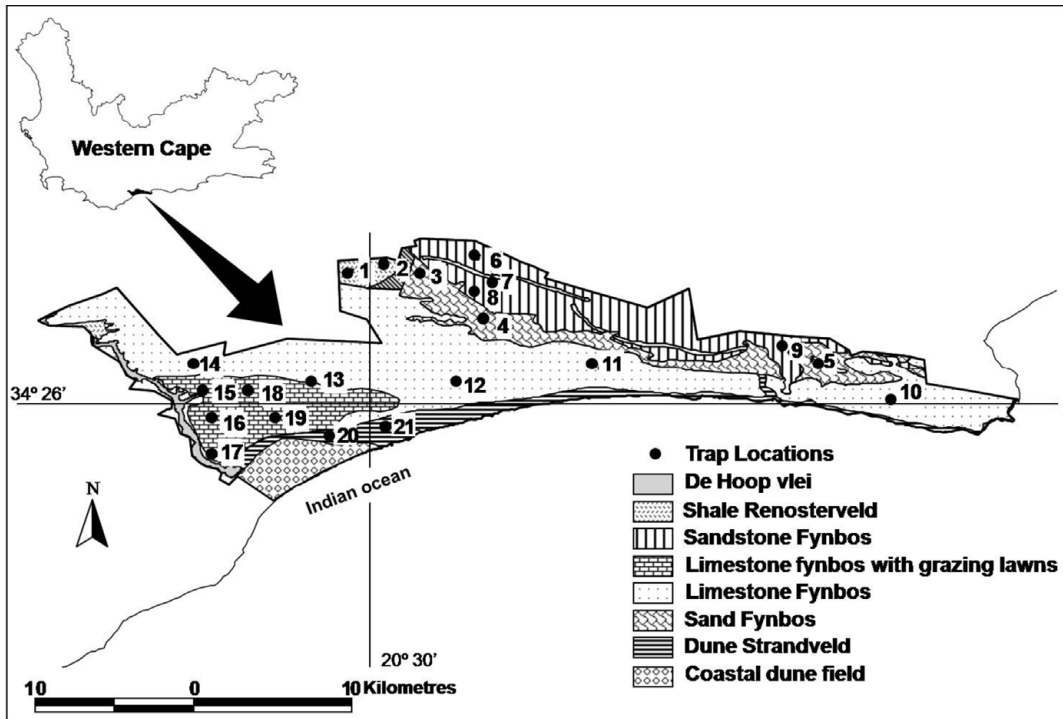 Western Cape
1
2
3
6
7
8
4
9
5
10
11
12
13
14
15
18
16
19
17
20
21
34º 26’
Indian ocean
N
20º 30’
10
0
10 Kilometres
Trap Locations
De Hoop vlei
Shale Renosterveld
Sandstone Fynbos
Limestone fynbos with grazing lawns
Limestone Fynbos
Sand Fynbos
Dune Strandveld
Coastal dune field